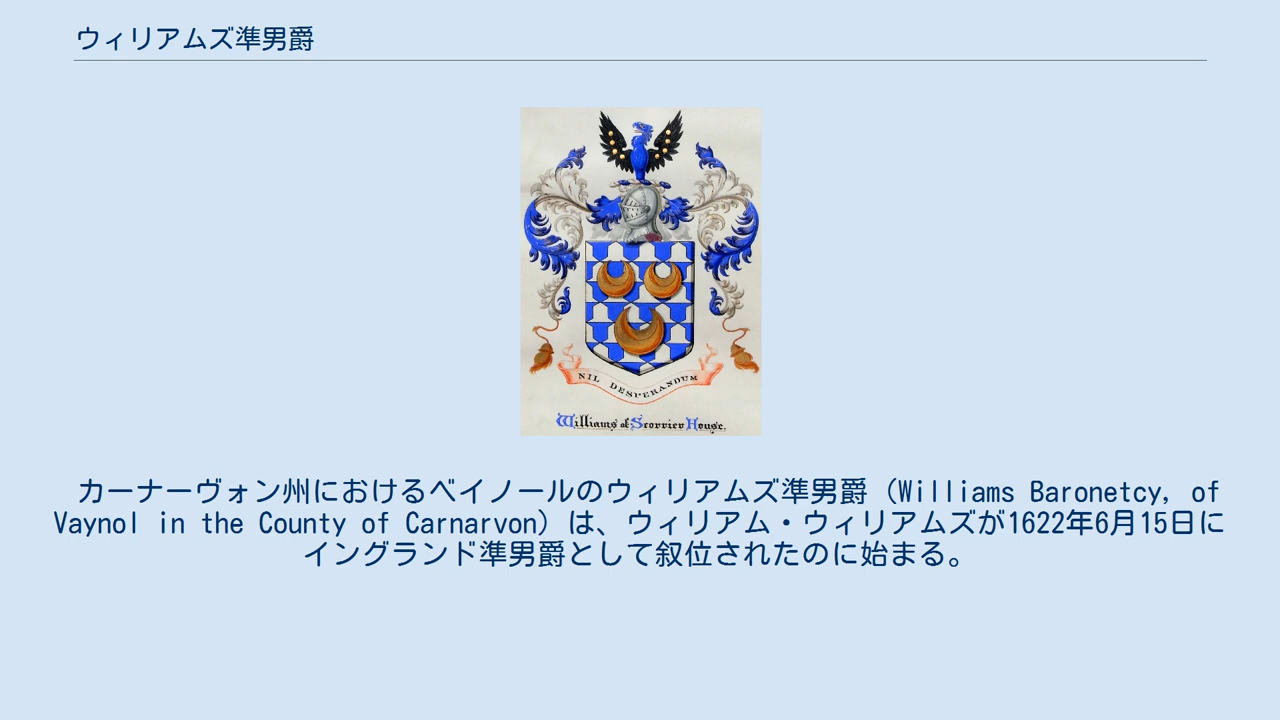 ウィリアムズ準男爵
NIL DESPERANDUM
Williams of Scorrier House.
カーナーヴォン州におけるベイノールのウィリアムズ準男爵（Williams Baronetcy, of
Vaynol in the County of Carnarvon）は、ウィリアム・ウィリアムズが1622年6月15日に
イングランド準男爵として叙位されたのに始まる。